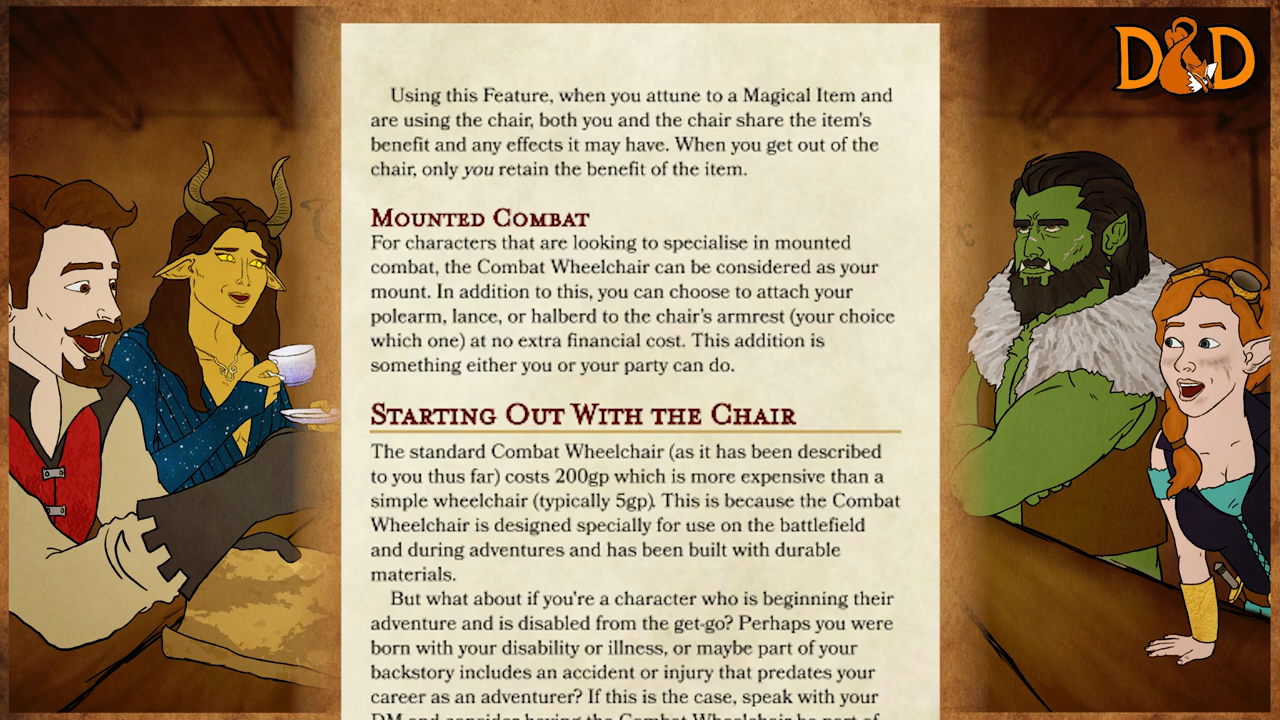 D&D
Using this Feature, when you attune to a Magical Item and
are using the chair, both you and the chair share the item's
benefit and any effects it may have. When you get out of the
chair, only you retain the benefit of the item.
Mounted Combat
For characters that are looking to specialise in mounted
combat, the Combat Wheelchair can be considered as your
mount. In addition to this, you can choose to attach your
polearm, lance, or halberd to the chair's armrest (your choice
which one) at no extra financial cost. This addition is
something either you or your party can do.
Starting Out With the Chair
The standard Combat Wheelchair (as it has been described
to you thus far) costs 200gp which is more expensive than a
simple wheelchair (typically 5gp). This is because the Combat
Wheelchair is designed specially for use on the battlefield
and during adventures and has been built with durable
materials.
But what about if you're a character who is beginning their
adventure and is disabled from the get-go? Perhaps you were
born with your disability or illness, or maybe part of your
backstory includes an accident or injury that predates your
career as an adventurer? If this is the case, speak with your
DM and consider having the Combat Wheelchair be part of